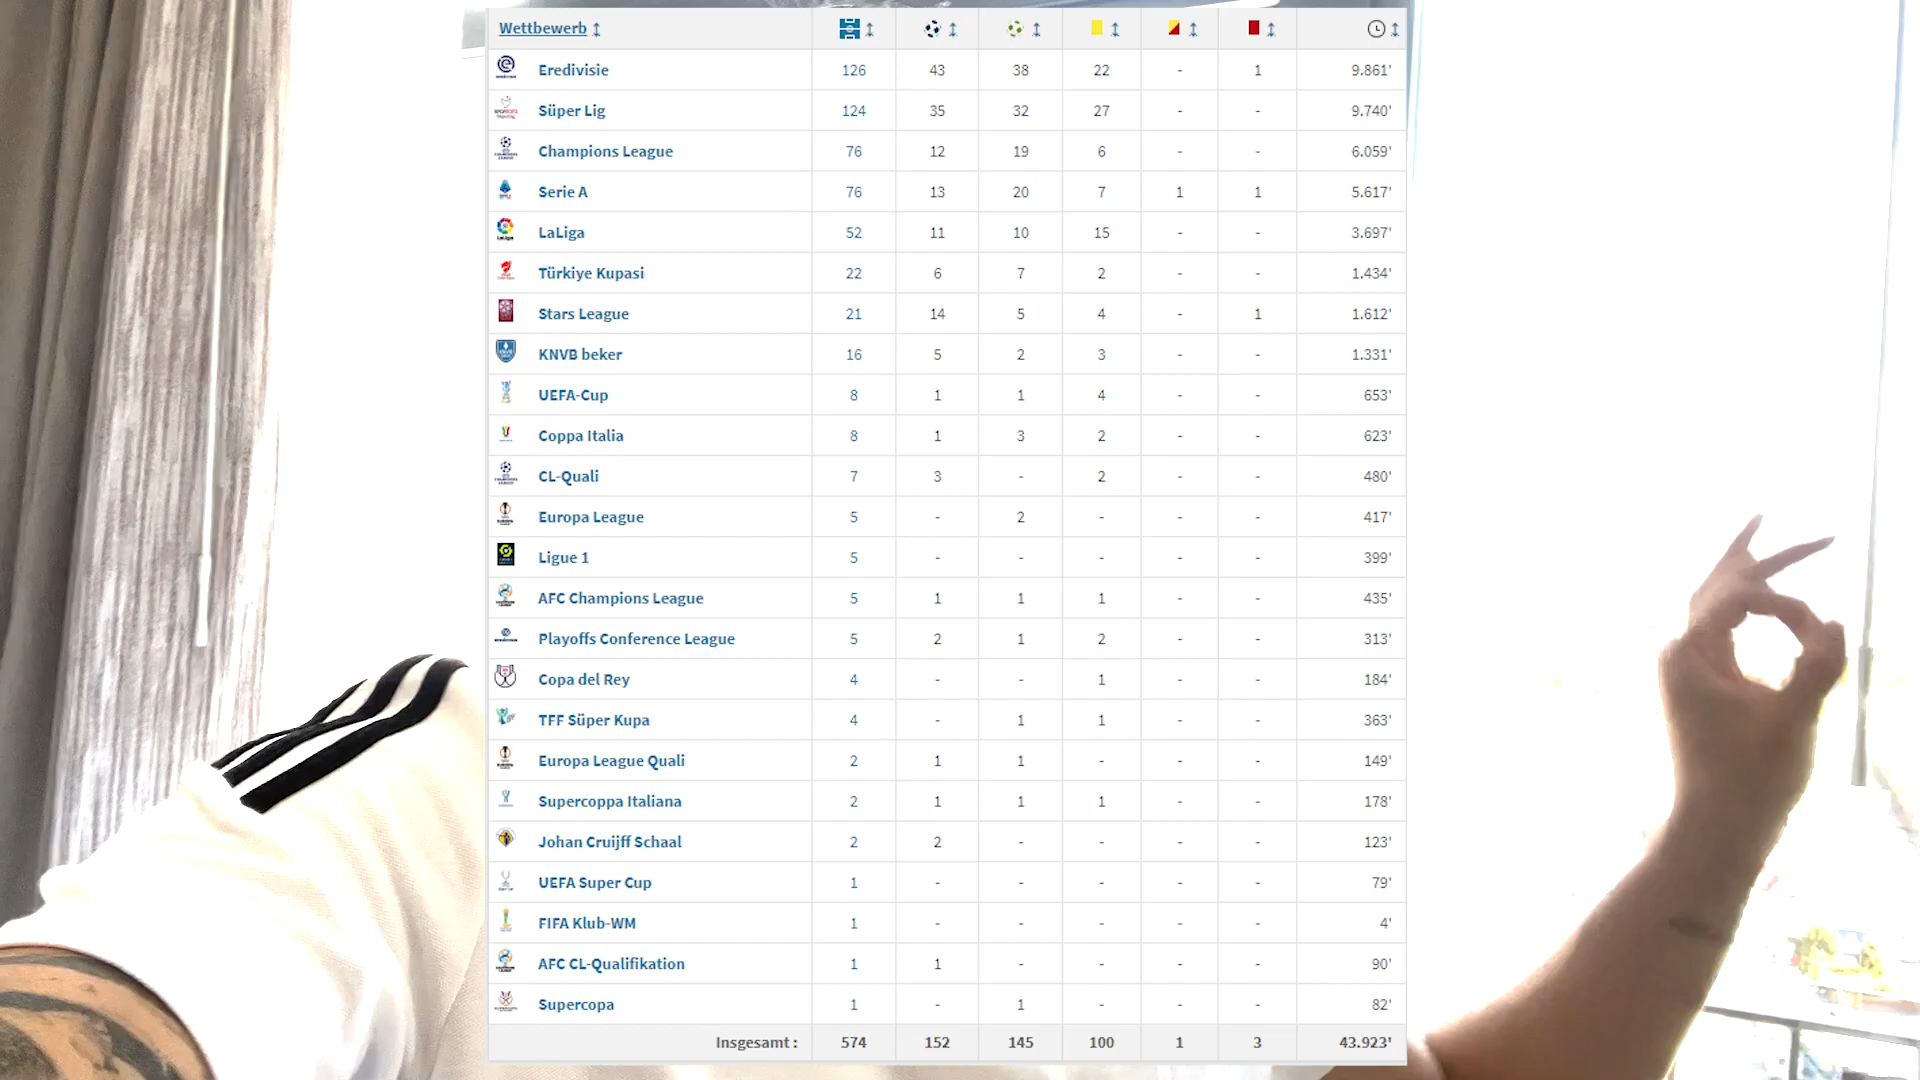 Wettbewerb
Eredivisie 126 43 38 22 - 1 9.861'
Süper Lig 124 35 32 27 - - 9.740'
Champions League 76 12 19 6 - - 6.059'
Serie A 76 13 20 7 1 1 5.617'
LaLiga 52 11 10 15 - - 3.697'
Türkiye Kupasi 22 6 7 2 - - 1.434'
Stars League 21 14 5 4 - 1 1.612'
KNVB beker 16 5 2 3 - - 1.331'
UEFA-Cup 8 1 1 4 - - 653'
Coppa Italia 8 1 3 2 - - 623'
CL-Quali 7 3 - 2 - - 480'
Europa League 5 - 2 - - - 417'
Ligue 1 5 - - - - - 399'
AFC Champions League 5 1 1 1 - - 435'
Playoffs Conference League 5 2 1 2 - - 313'
Copa del Rey 4 - - 1 - - 184'
TFF Süper Kupa 4 - 1 1 - - 363'
Europa League Quali 2 1 1 - - - 149'
Supercoppa Italiana 2 1 1 1 - - 178'
Johan Cruijff Schaal 2 2 - - - - 123'
UEFA Super Cup 1 - - - - - 79'
FIFA Klub-WM 1 - - - - - 4'
AFC CL-Qualifikation 1 1 - - - - 90'
Supercopa 1 - 1 - - - 82'
Insgesamt : 574 152 145 100 1 3 43.923'